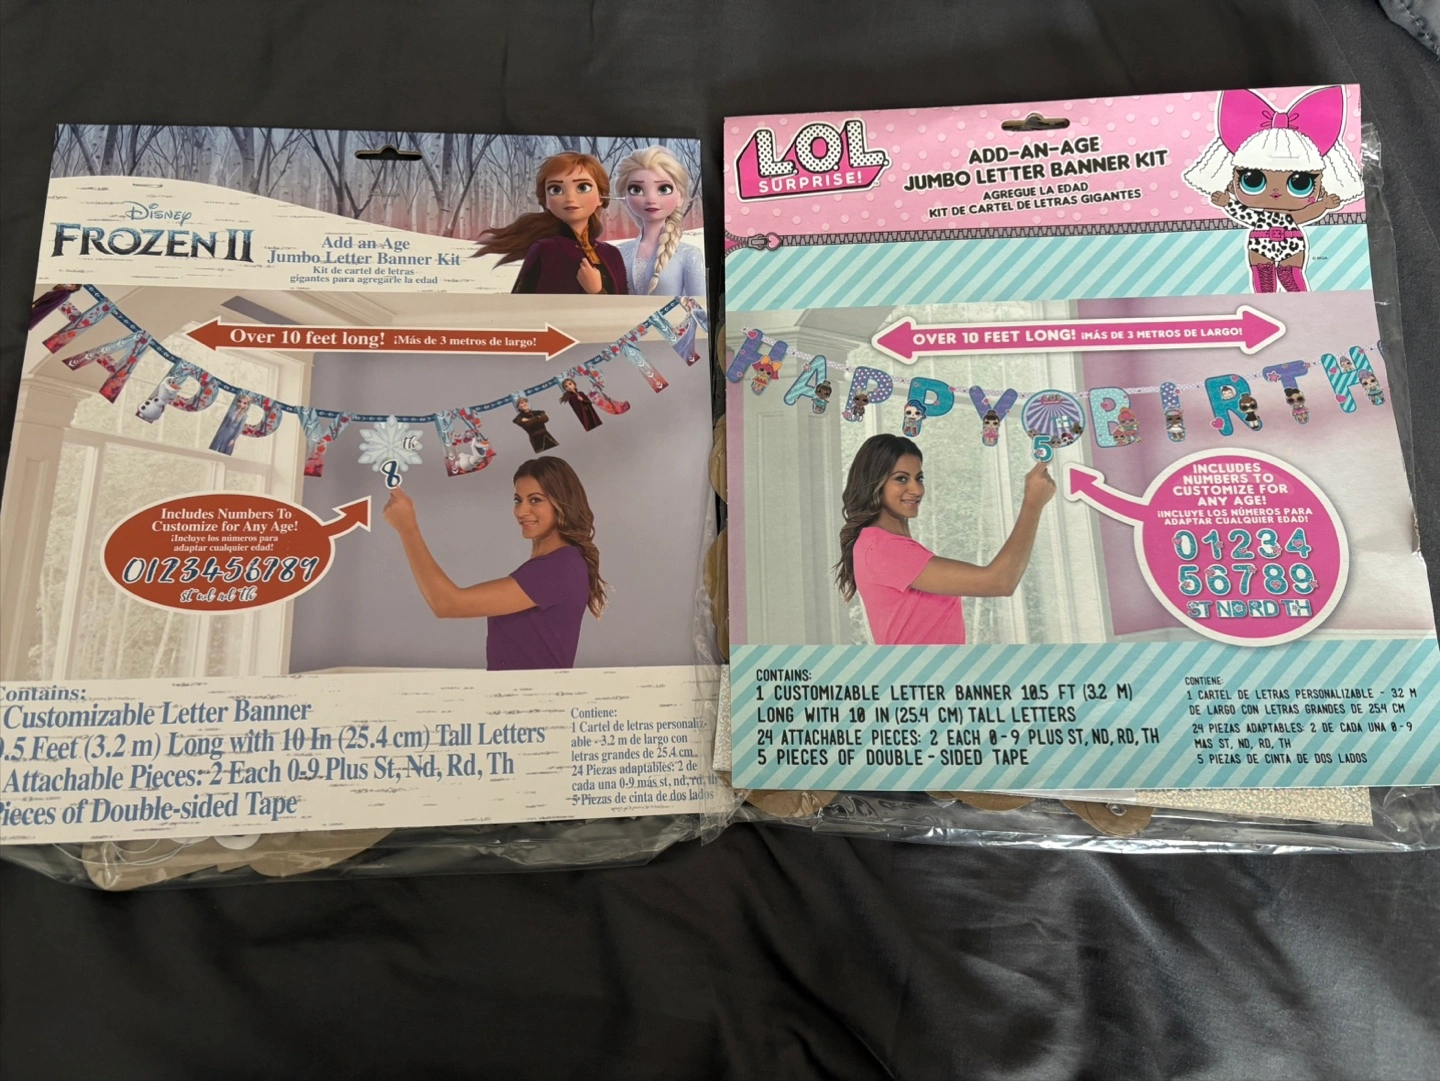 Disney
FROZEN II
Add an Age
Jumbo Letter Banner Kit
Kit de cartel de letras
gigantes para agregarle la edad
Over 10 feet long! ¡Más de 3 metros de largo!
HAPPY BIRT
8th
Includes Numbers To
Customize for Any Age!
¡Incluye los números para
adaptar cualquier edad!
0123456789
st nd rd th
Contains:
Customizable Letter Banner
.5 Feet (3.2 m) Long with 10 In (25.4 cm) Tall Letters
Attachable Pieces: 2 Each 0-9 Plus St, Nd, Rd, Th
ieces of Double-sided Tape
Contiene:
1 Cartel de letras personaliz-
able - 3.2 m de largo con
letras grandes de 25.4 cm
24 Piezas adaptables: 2 de
cada una 0-9 más st, nd, rd, th
5 Piezas de cinta de dos lados
L.O.L.
SURPRISE!
ADD-AN-AGE
JUMBO LETTER BANNER KIT
AGREGUE LA EDAD
KIT DE CARTEL DE LETRAS GIGANTES
© MGA
OVER 10 FEET LONG! ¡MÁS DE 3 METROS DE LARGO!
HAPPY BIRTH
5
INCLUDES
NUMBERS TO
CUSTOMIZE FOR
ANY AGE!
¡INCLUYE LOS NÚMEROS PARA
ADAPTAR CUALQUIER EDAD!
01234
56789
ST ND RD TH
CONTAINS:
1 CUSTOMIZABLE LETTER BANNER 10.5 FT (3.2 M)
LONG WITH 10 IN (25.4 CM) TALL LETTERS
24 ATTACHABLE PIECES: 2 EACH 0-9 PLUS ST, ND, RD, TH
5 PIECES OF DOUBLE-SIDED TAPE
CONTIENE:
1 CARTEL DE LETRAS PERSONALIZABLE - 3.2 M
DE LARGO CON LETRAS GRANDES DE 25.4 CM
24 PIEZAS ADAPTABLES: 2 DE CADA UNA 0-9
MAS ST, ND, RD, TH
5 PIEZAS DE CINTA DE DOS LADOS